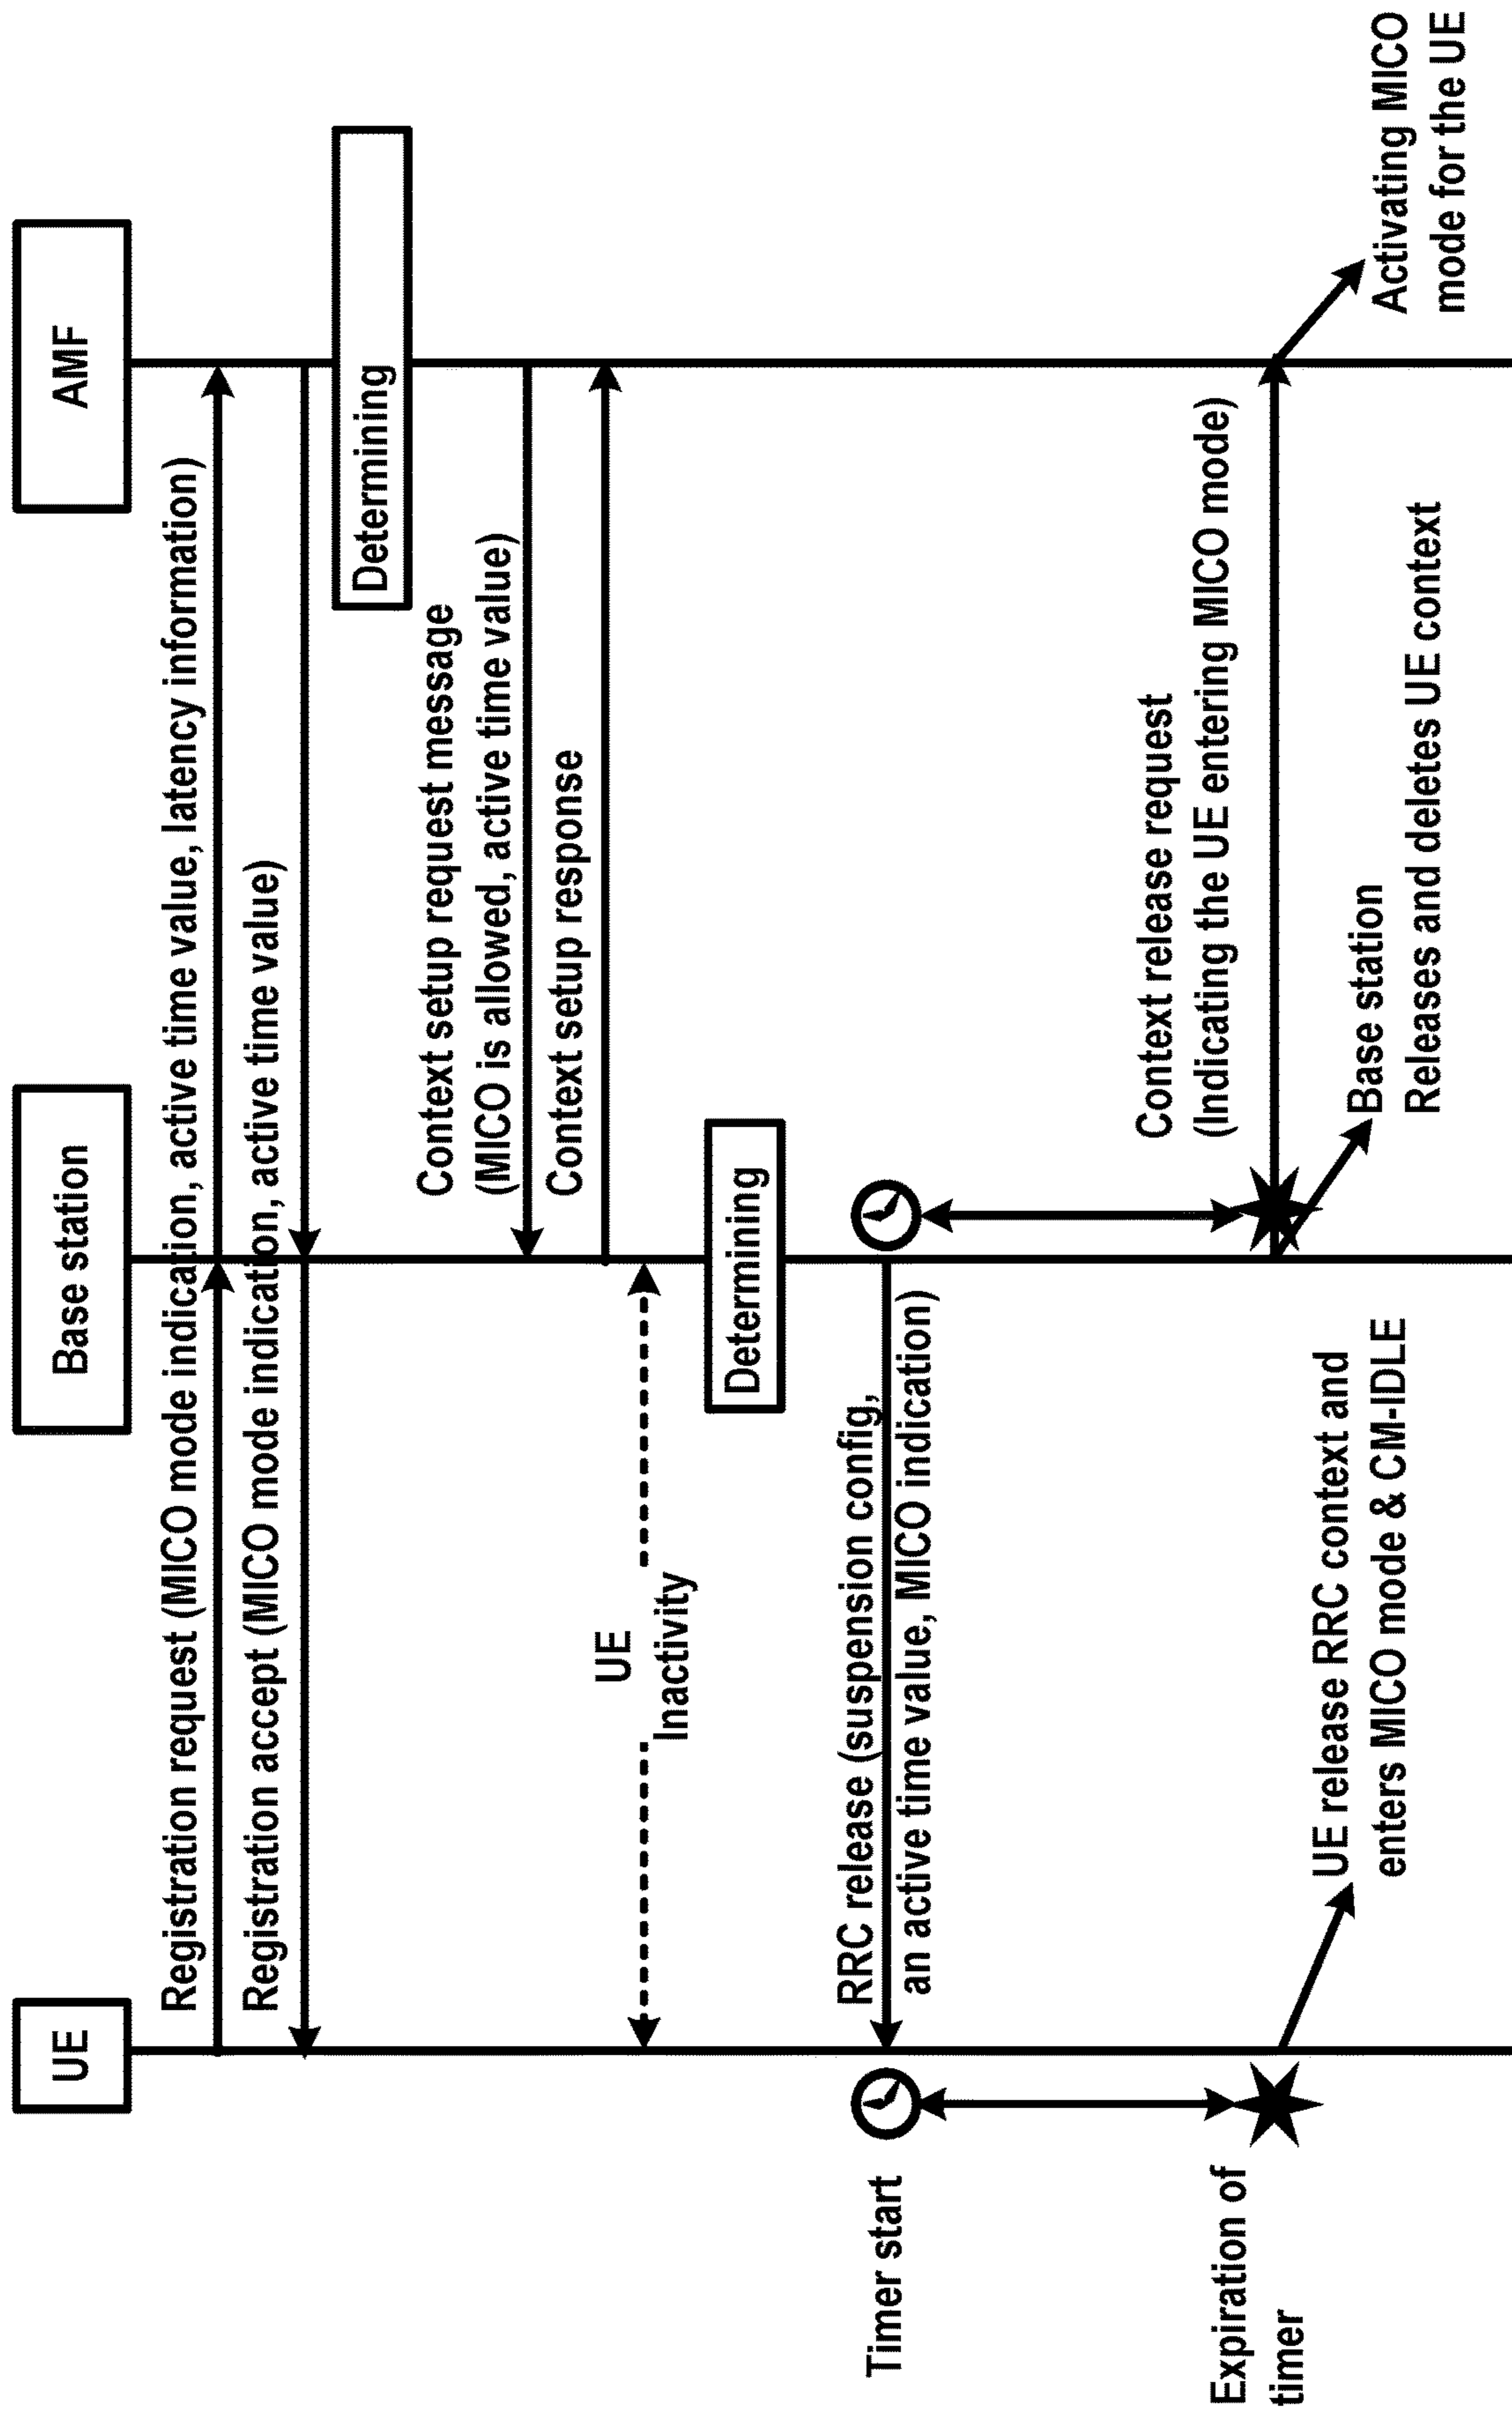 UE
Base station
AMF
Registration request (MICO mode indication, active time value, latency information)
Registration accept (MICO mode indication, active time value)
Determining
Context setup request message
(MICO is allowed, active time value)
Context setup response
UE
Inactivity
Determining
RRC release (suspension config,
an active time value, MICO indication)
Timer start
Context release request
(Indicating the UE entering MICO mode)
Expiration of
timer
UE release RRC context and
enters MICO mode & CM-IDLE
Base station
Releases and deletes UE context
Activating MICO
mode for the UE